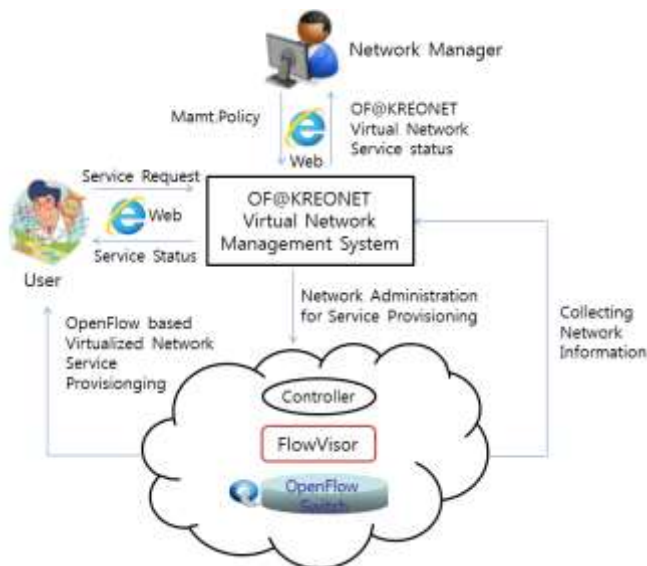 Network Manager
Mamt.Policy
OF@KREONET
Virtual Network
Service status
Web
Service Request
Web
Service Status
User
OF@KREONET
Virtual Network
Management System
Network Administration
for Service Provisioning
Collecting
Network
Information
OpenFlow based
Virtualized Network
Service
Provisionging
Controller
FlowVisor
OpenFlow
Switch